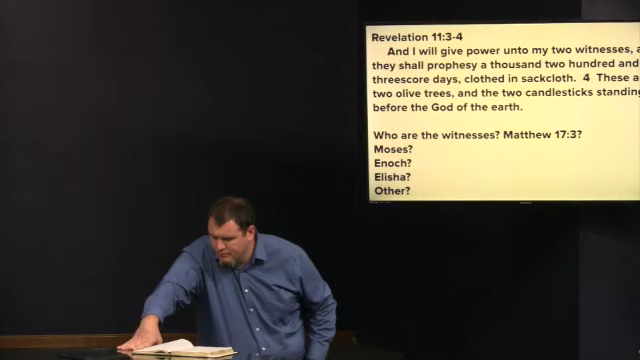 Revelation 11:3-4
And I will give power unto my two witnesses, a
they shall prophesy a thousand two hundred and
threescore days, clothed in sackcloth. 4 These a
two olive trees, and the two candlesticks standing
before the God of the earth.
Who are the witnesses? Matthew 17:3?
Moses?
Enoch?
Elisha?
Other?